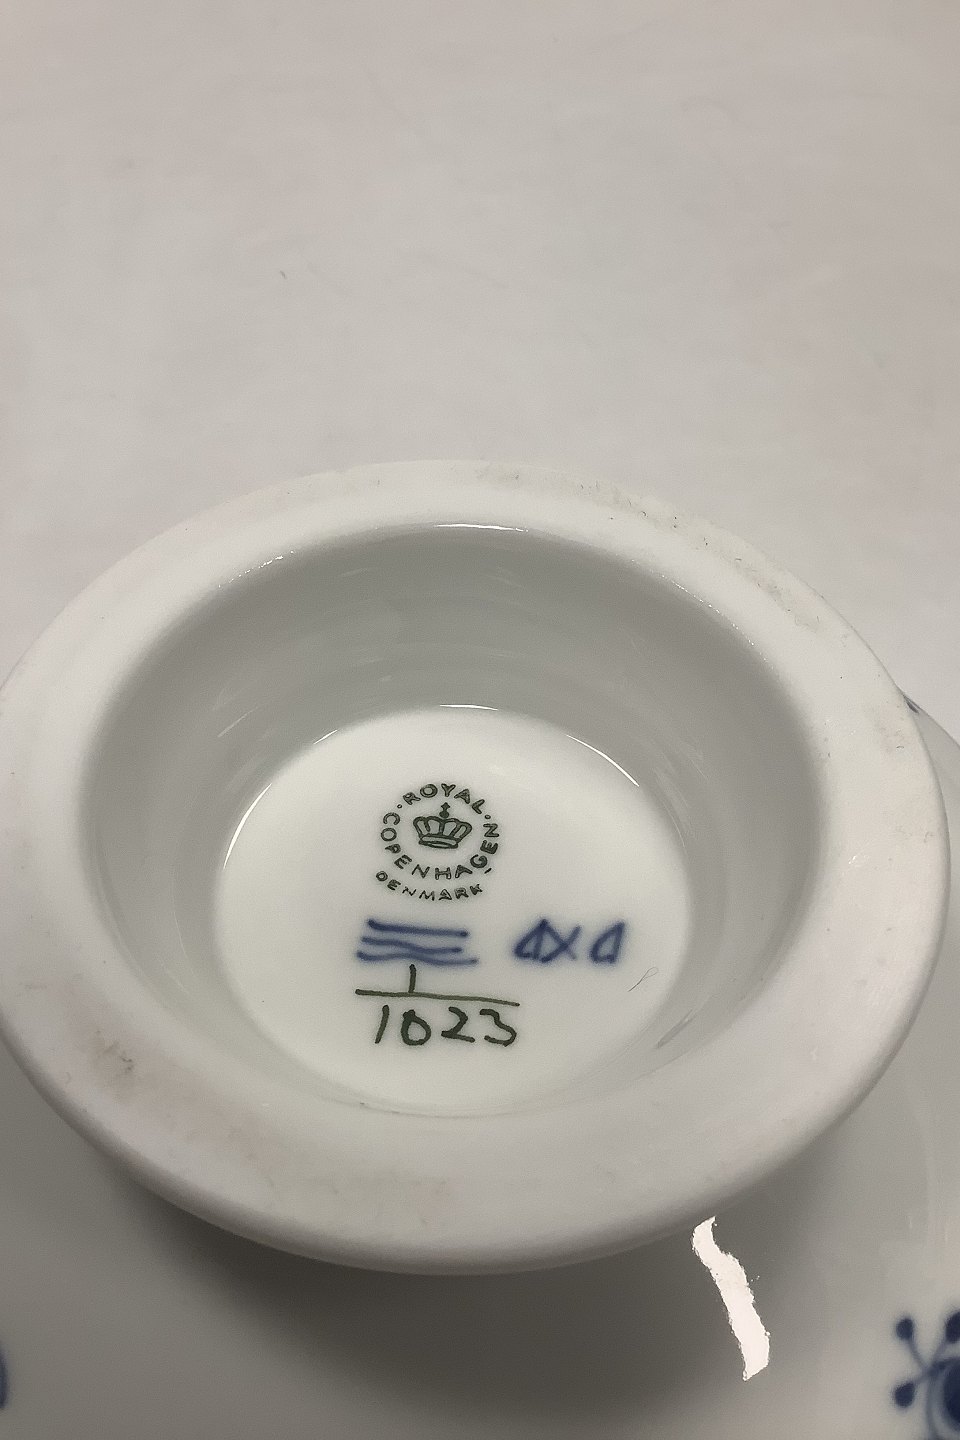 ROYAL
COPENHAGEN
DENMARK
1
1023